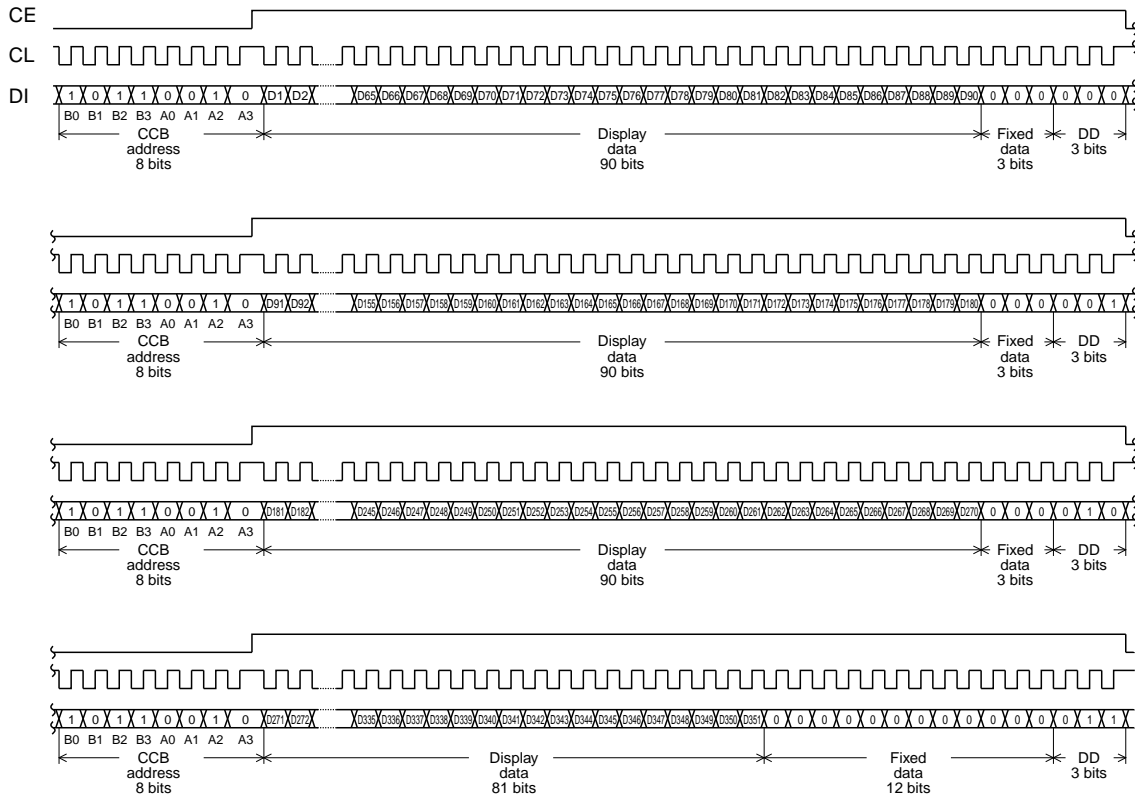 CE
CL
DI 1 0 1 1 0 0 1 0 D1 D2 D65 D66 D67 D68 D69 D70 D71 D72 D73 D74 D75 D76 D77 D78 D79 D80 D81 D82 D83 D84 D85 D86 D87 D88 D89 D90 0 0 0 0 0 0
B0 B1 B2 B3 A0 A1 A2 A3
CCB address 8 bits
Display data 90 bits
Fixed data 3 bits
DD 3 bits
1 0 1 1 0 0 1 0 D91 D92 D155 D156 D157 D158 D159 D160 D161 D162 D163 D164 D165 D166 D167 D168 D169 D170 D171 D172 D173 D174 D175 D176 D177 D178 D179 D180 0 0 0 0 0 1
B0 B1 B2 B3 A0 A1 A2 A3
CCB address 8 bits
Display data 90 bits
Fixed data 3 bits
DD 3 bits
1 0 1 1 0 0 1 0 D181 D182 D245 D246 D247 D248 D249 D250 D251 D252 D253 D254 D255 D256 D257 D258 D259 D260 D261 D262 D263 D264 D265 D266 D267 D268 D269 D270 0 0 0 0 1 0
B0 B1 B2 B3 A0 A1 A2 A3
CCB address 8 bits
Display data 90 bits
Fixed data 3 bits
DD 3 bits
1 0 1 1 0 0 1 0 D271 D272 D335 D336 D337 D338 D339 D340 D341 D342 D343 D344 D345 D346 D347 D348 D349 D350 D351 0 0 0 0 0 0 0 0 0 0 0 0 0 1 1
B0 B1 B2 B3 A0 A1 A2 A3
CCB address 8 bits
Display data 81 bits
Fixed data 12 bits
DD 3 bits